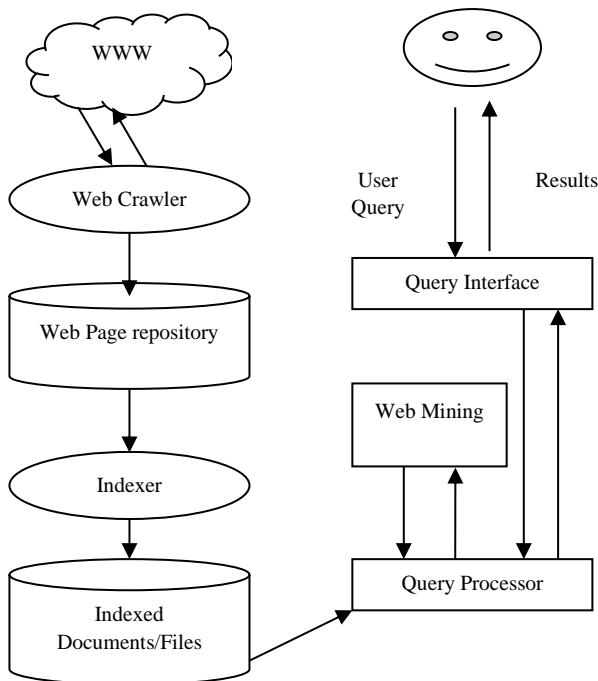 WWW
Web Crawler
Web Page repository
Indexer
Indexed
Documents/Files
User
Query
Results
Query Interface
Web Mining
Query Processor